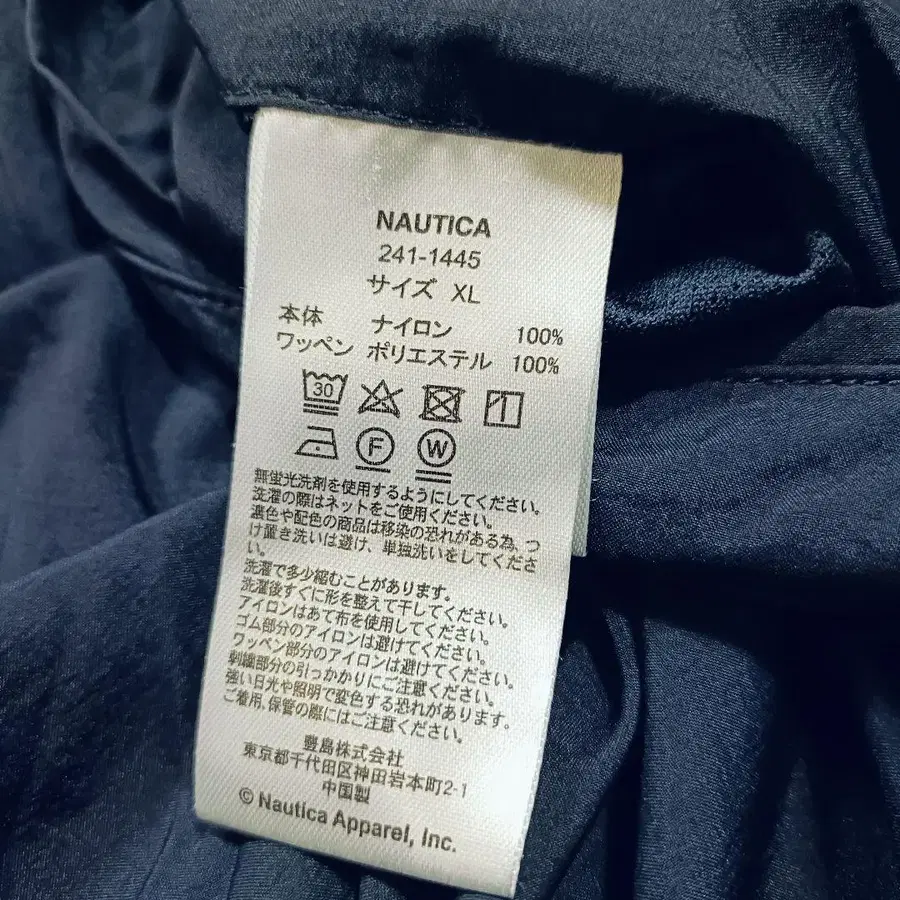 NAUTICA
241-1445
サイズ XL
本体 ナイロン 100%
ワッペン ポリエステル 100%
30
F W
無蛍光洗剤を使用するようにしてください。
洗濯の際はネットをご使用ください。
濃色や配色の商品は移染の恐れがある為、つ
け置き洗いは避け、単独洗いをしてくださ
い。
洗濯で多少縮むことがあります。
洗濯後すぐに形を整えて干してください。
アイロンはあて布を使用してください。
ゴム部分のアイロンは避けてください。
ワッペン部分のアイロンは避けてください。
刺繍部分の引っかかりにご注意ください。
強い日光や照明で変色する恐れがあります。
ご着用,保管の際にはご注意ください。
豊島株式会社
東京都千代田区神田岩本町2-1
中国製
© Nautica Apparel, Inc.